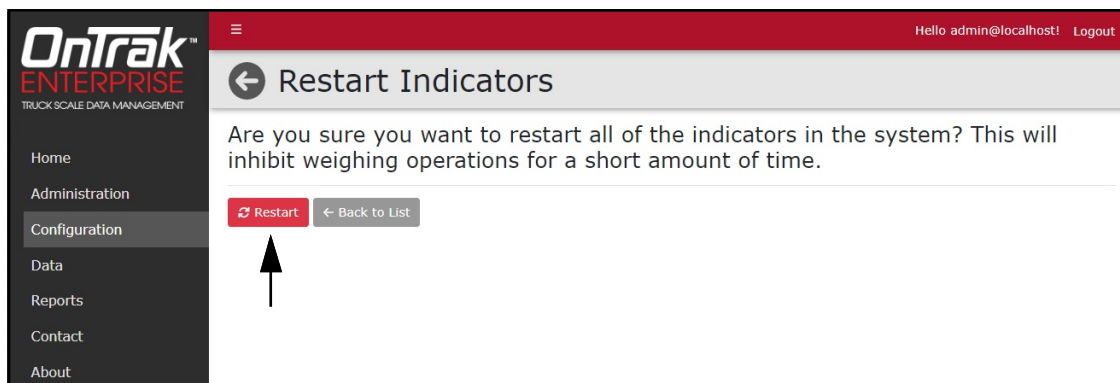 OnTrak™
ENTERPRISE
TRUCK SCALE DATA MANAGEMENT
Home
Administration
Configuration
Data
Reports
Contact
About
Hello admin@localhost! Logout
Restart Indicators
Are you sure you want to restart all of the indicators in the system? This will
inhibit weighing operations for a short amount of time.
Restart ← Back to List